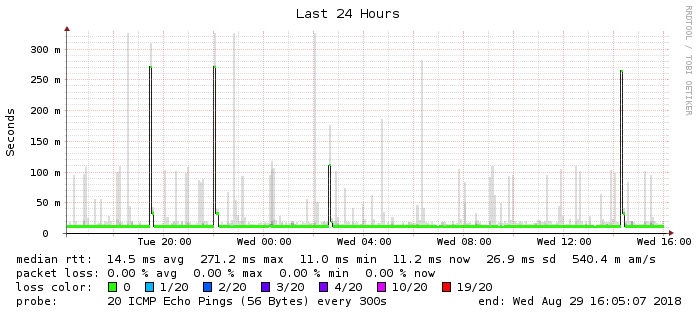 Last 24 Hours
RRDTOOL / TOBI OETIKER
Seconds
300 m
250 m
200 m
150 m
100 m
50 m
0
Tue 20:00 Wed 00:00 Wed 04:00 Wed 08:00 Wed 12:00 Wed 16:00
median rtt: 14.5 ms avg 271.2 ms max 11.0 ms min 11.2 ms now 26.9 ms sd 540.4 m am/s
packet loss: 0.00 % avg 0.00 % max 0.00 % min 0.00 % now
loss color: 0 1/20 2/20 3/20 4/20 10/20 19/20
probe: 20 ICMP Echo Pings (56 Bytes) every 300s end: Wed Aug 29 16:05:07 2018